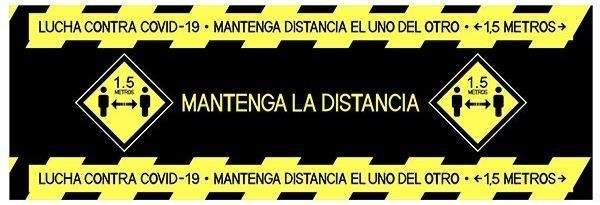 LUCHA CONTRA COVID-19 • MANTENGA DISTANCIA EL UNO DEL OTRO • ←1,5 METROS→
1.5
METROS
MANTENGA LA DISTANCIA
1.5
METROS
LUCHA CONTRA COVID-19 • MANTENGA DISTANCIA EL UNO DEL OTRO • ←1,5 METROS→